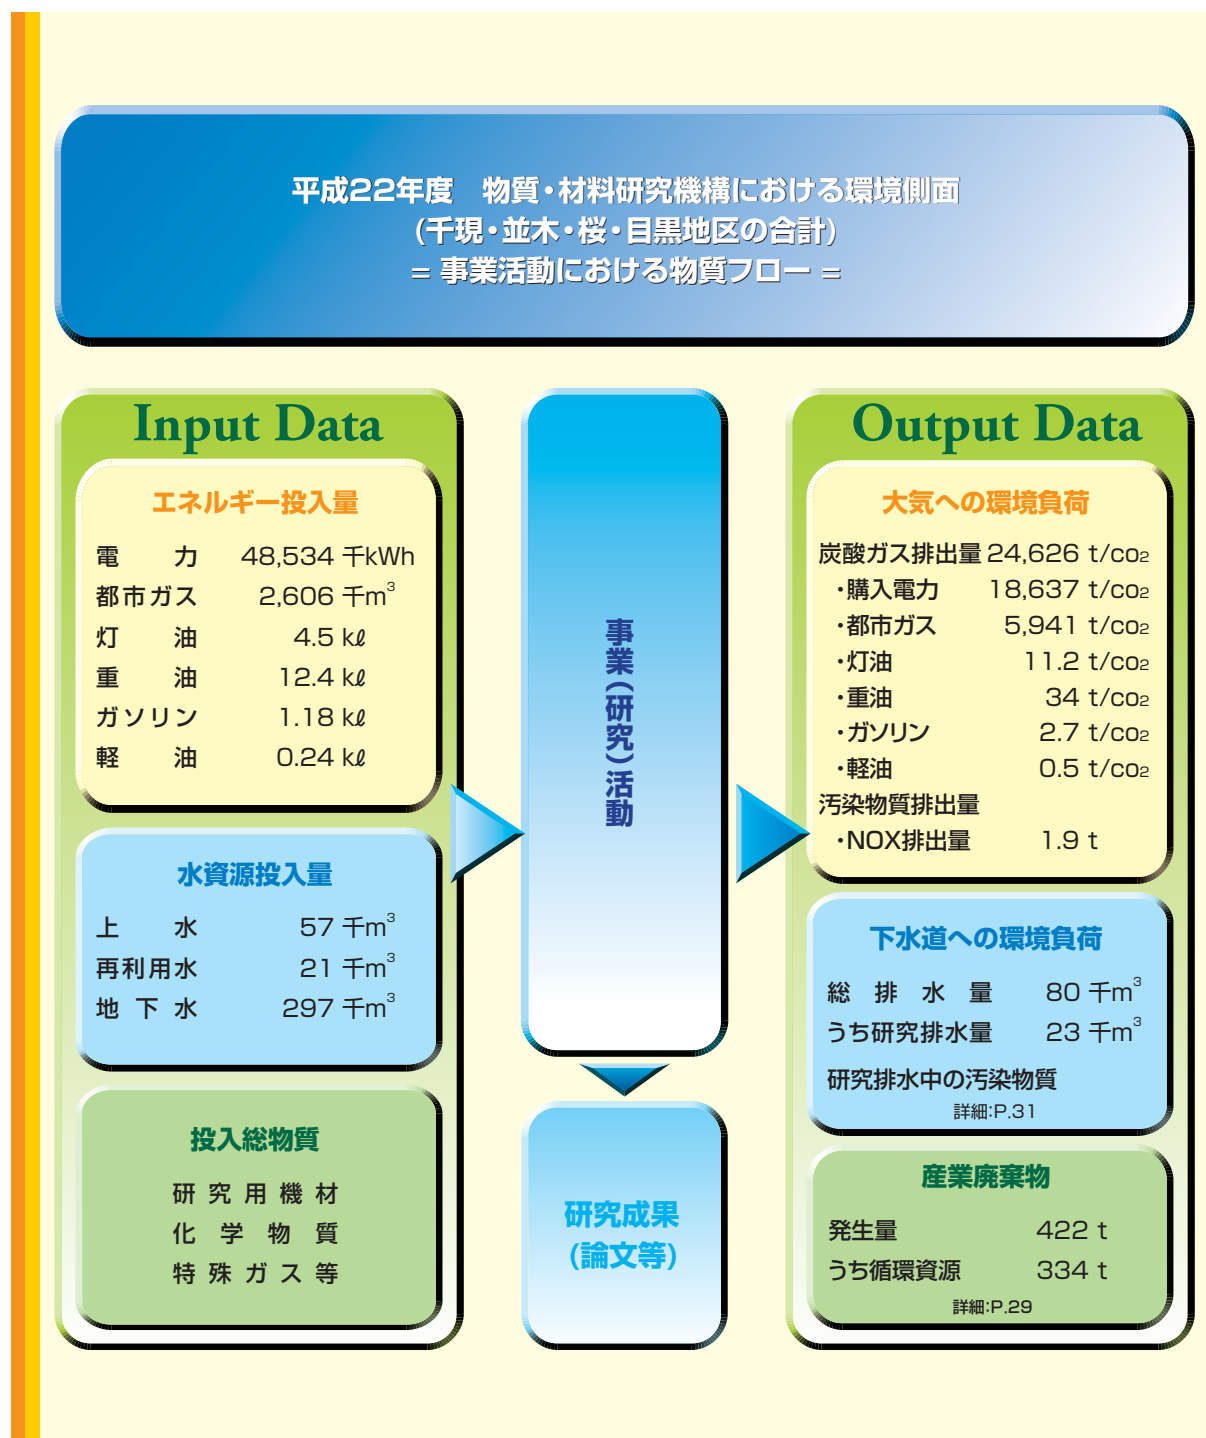 平成22年度　物質・材料研究機構における環境側面
(千現・並木・桜・目黒地区の合計)
= 事業活動における物質フロー =
Input Data
エネルギー投入量
電力 48,534 千kWh
都市ガス 2,606 千m³
灯油 4.5 kℓ
重油 12.4 kℓ
ガソリン 1.18 kℓ
軽油 0.24 kℓ
水資源投入量
上水 57 千m³
再利用水 21 千m³
地下水 297 千m³
投入総物質
研究用機材
化学物質
特殊ガス等
事業(研究)活動
研究成果
(論文等)
Output Data
大気への環境負荷
炭酸ガス排出量 24,626 t/co₂
・購入電力 18,637 t/co₂
・都市ガス 5,941 t/co₂
・灯油 11.2 t/co₂
・重油 34 t/co₂
・ガソリン 2.7 t/co₂
・軽油 0.5 t/co₂
汚染物質排出量
・NOX排出量 1.9 t
下水道への環境負荷
総排水量 80 千m³
うち研究排水量 23 千m³
研究排水中の汚染物質
詳細:P.31
産業廃棄物
発生量 422 t
うち循環資源 334 t
詳細:P.29